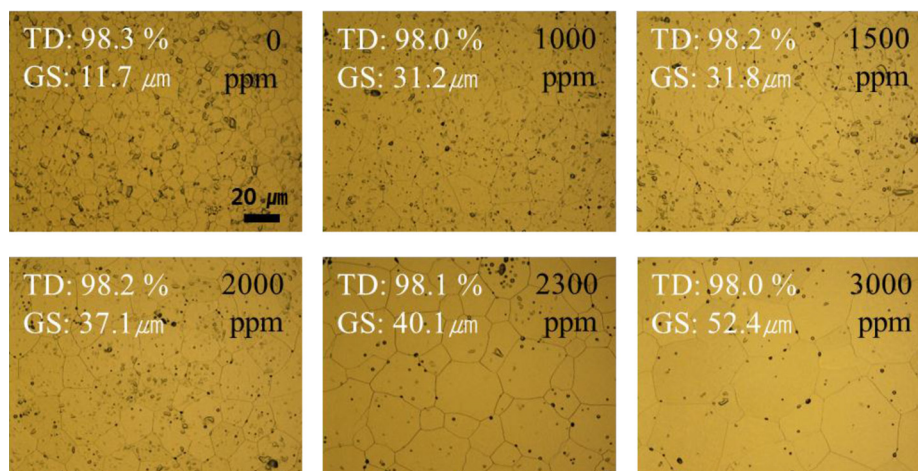 TD: 98.3 % 0
GS: 11.7 ㎛ ppm
20 ㎛
TD: 98.0 % 1000
GS: 31.2㎛ ppm
TD: 98.2 % 1500
GS: 31.8㎛ ppm
TD: 98.2 % 2000
GS: 37.1㎛ ppm
TD: 98.1 % 2300
GS: 40.1㎛ ppm
TD: 98.0 % 3000
GS: 52.4㎛ ppm